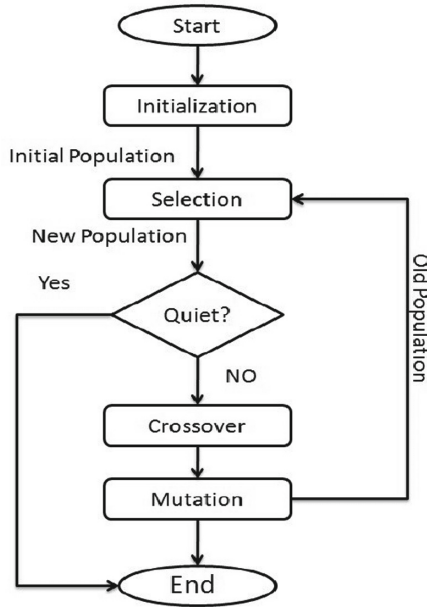 Start
Initialization
Initial Population
Selection
New Population
Yes
Quiet?
Old Population
NO
Crossover
Mutation
End